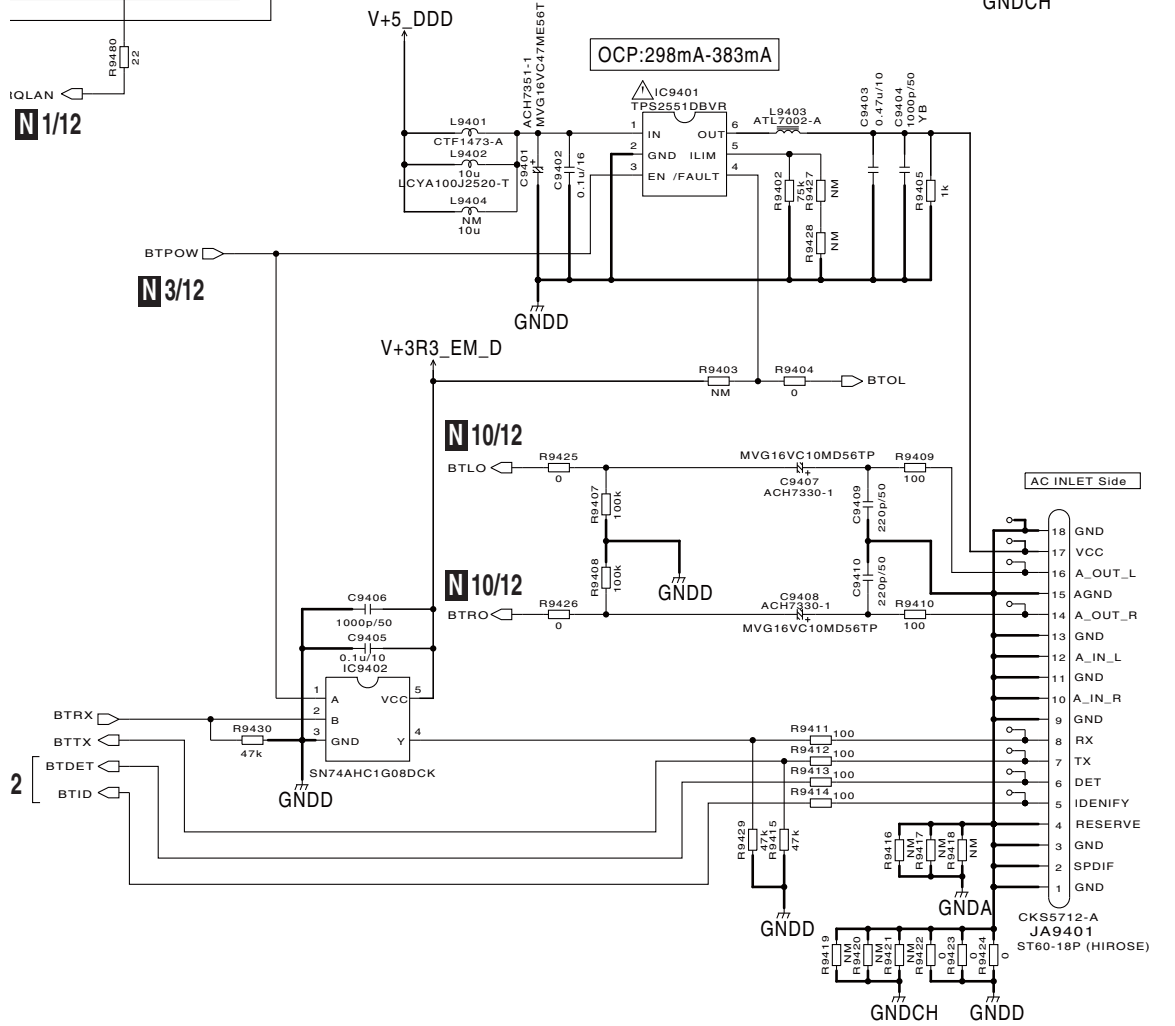 GNDCH
V+5_DDD
R9480
22
IQLAN
N 1/12
ACH7351-1
MVG16VC47ME56T
OCP:298mA-383mA
IC9401
TPS2551DBVR
L9401
CTF1473-A
L9402
10u
LCYA100J2520-T
L9404
NM
10u
C9401
+
C9402
0.1u/16
1 IN OUT 6
2 GND ILIM 5
3 EN /FAULT 4
L9403
ATL7002-A
C9403
0.47u/10
C9404
1000p/50
YB
R9402
75k
R9427
NM
R9428
NM
R9405
1k
BTPOW
N 3/12
GNDD
V+3R3_EM_D
R9403
NM
R9404
0
BTOL
N 10/12
BTLO
R9425
0
MVG16VC10MD56TP
+
C9407
ACH7330-1
R9409
100
R9407
100k
C9409
220p/50
AC INLET Side
R9408
100k
GNDD
C9410
220p/50
N 10/12
BTRO
R9426
0
C9408
ACH7330-1
+
MVG16VC10MD56TP
R9410
100
C9406
1000p/50
C9405
0.1u/10
IC9402
1 A VCC 5
2 B
3 GND Y 4
SN74AHC1G08DCK
BTRX
BTTX
BTDET
BTID
2
R9430
47k
GNDD
R9411 100
R9412 100
R9413 100
R9414 100
R9429
47k
R9415
47k
GNDD
18 GND
17 VCC
16 A_OUT_L
15 AGND
14 A_OUT_R
13 GND
12 A_IN_L
11 GND
10 A_IN_R
9 GND
8 RX
7 TX
6 DET
5 IDENIFY
4 RESERVE
3 GND
2 SPDIF
1 GND
R9416
NM
R9417
NM
R9418
NM
GNDA
CKS5712-A
JA9401
ST60-18P (HIROSE)
R9419
NM
R9420
NM
R9421
NM
R9422
0
R9423
0
R9424
0
GNDCH
GNDD